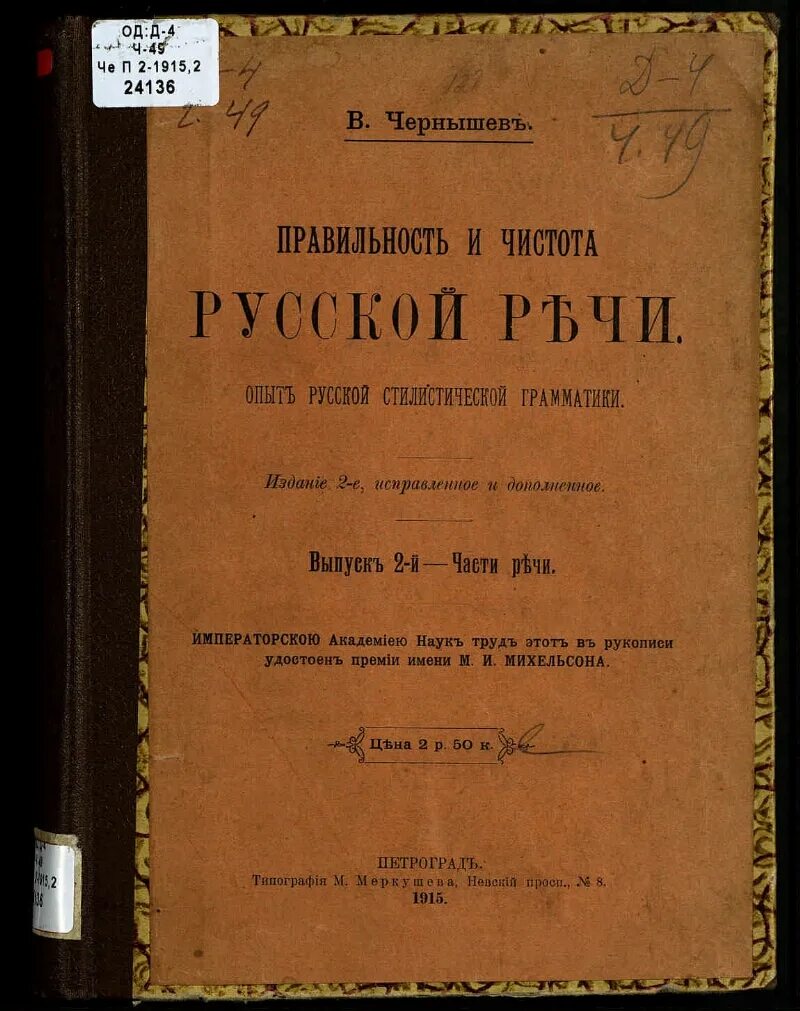 ОД:Д-4
Ч-49
Че П 2-1915,2
24136
Д-4
Ч. 49
В. Чернышевъ.
ПРАВИЛЬНОСТЬ И ЧИСТОТА
РУССКОЙ РѢЧИ.
ОПЫТЪ РУССКОЙ СТИЛИСТИЧЕСКОЙ ГРАММАТИКИ.
Изданіе 2-е, исправленное и дополненное.
Выпускъ 2-й — Части рѣчи.
ИМПЕРАТОРСКОЮ Академіею Наукъ трудъ этотъ въ рукописи
удостоенъ преміи имени М. И. МИХЕЛЬСОНА.
Цѣна 2 р. 50 к.
ПЕТРОГРАДЪ.
Типографія М. Меркушева, Невскій просп., № 8.
1915.